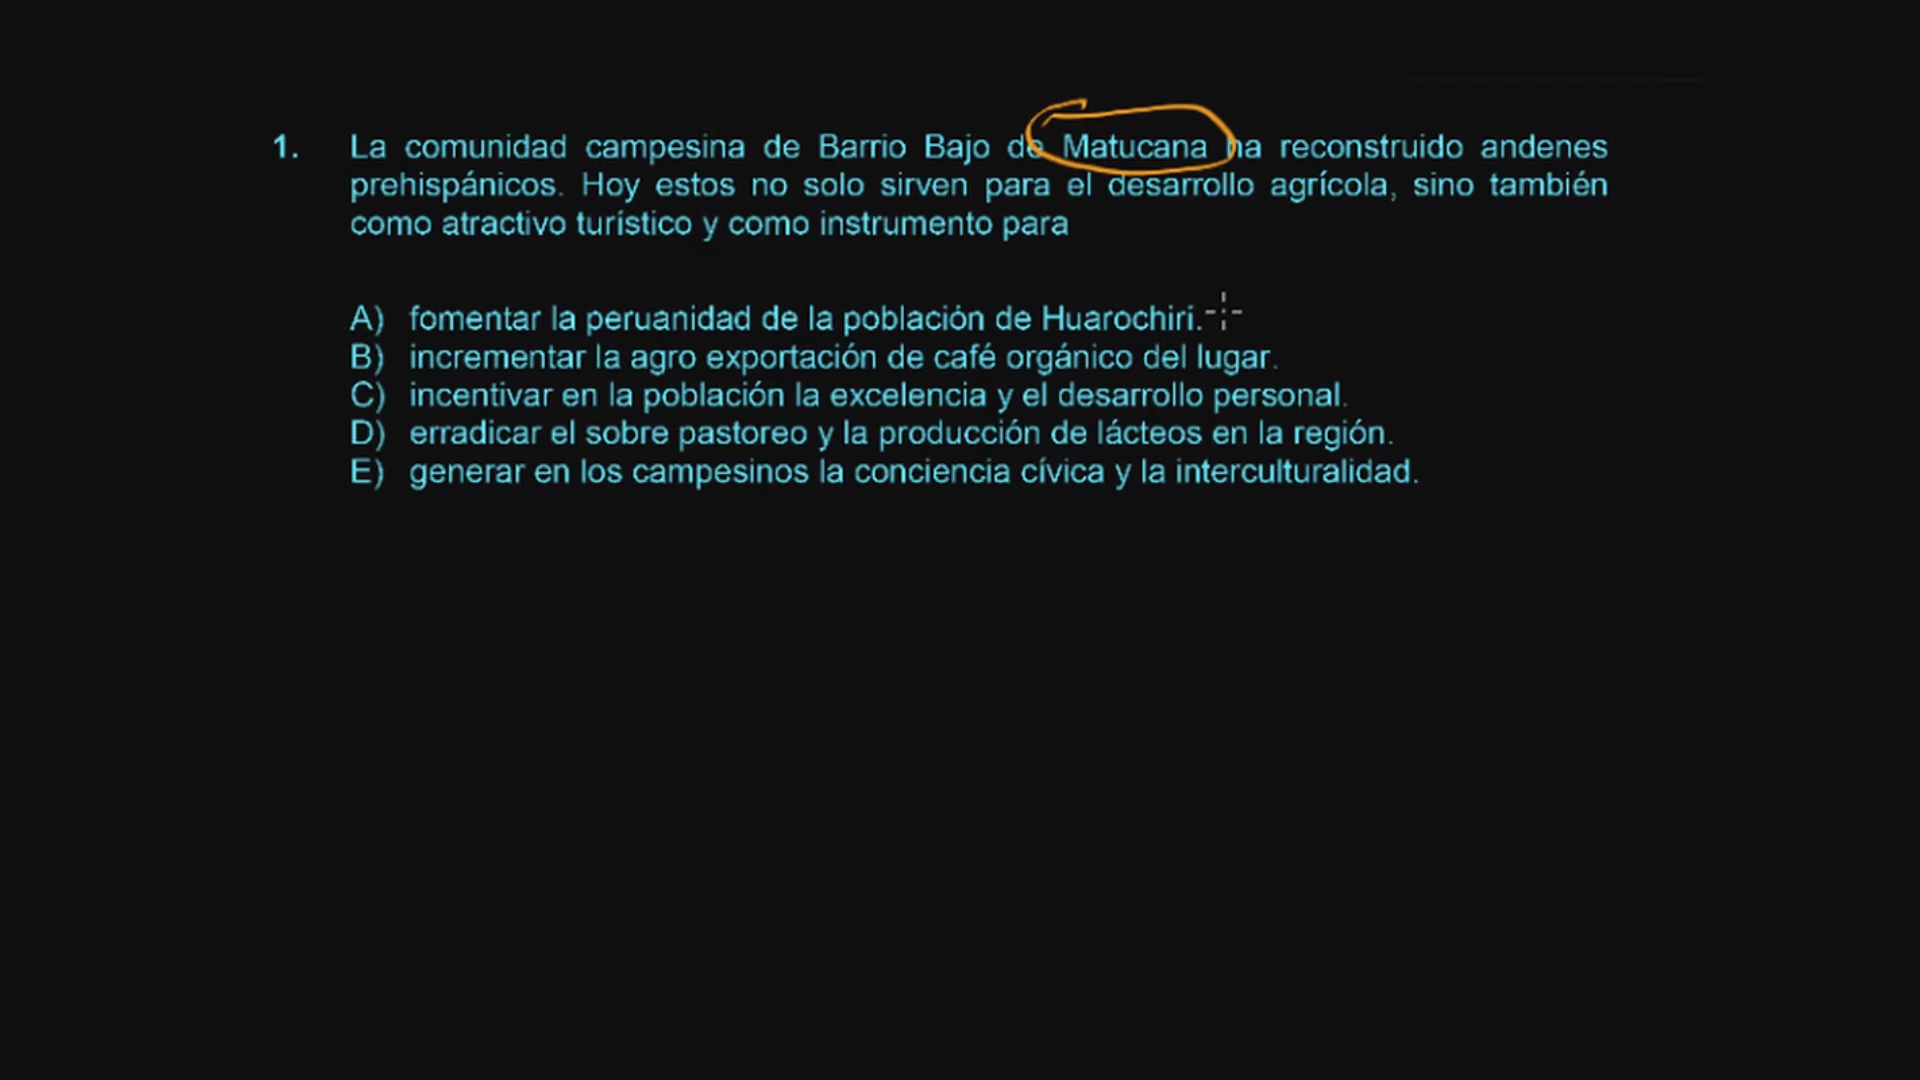 1. La comunidad campesina de Barrio Bajo de Matucana ha reconstruido andenes
prehispánicos. Hoy estos no solo sirven para el desarrollo agrícola, sino también
como atractivo turístico y como instrumento para
A) fomentar la peruanidad de la población de Huarochirí.
B) incrementar la agro exportación de café orgánico del lugar.
C) incentivar en la población la excelencia y el desarrollo personal.
D) erradicar el sobre pastoreo y la producción de lácteos en la región.
E) generar en los campesinos la conciencia cívica y la interculturalidad.